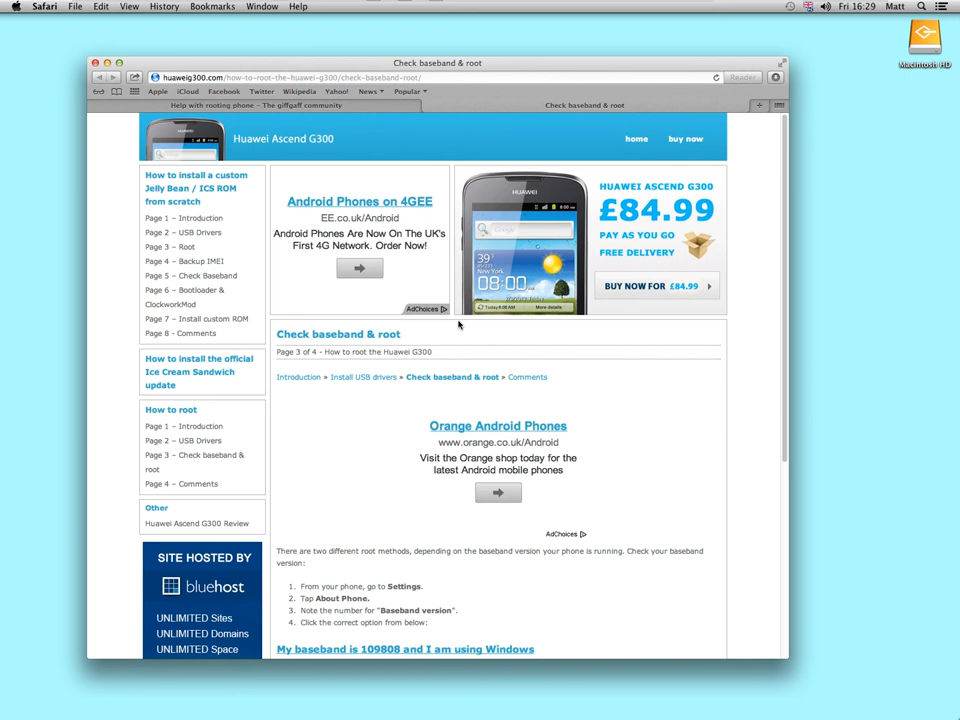 Safari File Edit View History Bookmarks Window Help
Fri 16:29 Matt
Macintosh HD
Check baseband & root
huaweig300.com/how-to-root-the-huawei-g300/check-baseband-root/
Reader
Apple iCloud Facebook Twitter Wikipedia Yahoo! News Popular
Help with rooting phone – The giffgaff community
Check baseband & root
Huawei Ascend G300
home buy now
How to install a custom
Jelly Bean / ICS ROM
from scratch
Page 1 – Introduction
Page 2 – USB Drivers
Page 3 – Root
Page 4 – Backup IMEI
Page 5 – Check Baseband
Page 6 – Bootloader &
ClockworkMod
Page 7 – Install custom ROM
Page 8 - Comments
How to install the official
Ice Cream Sandwich
update
How to root
Page 1 – Introduction
Page 2 – USB Drivers
Page 3 – Check baseband &
root
Page 4 – Comments
Other
Huawei Ascend G300 Review
SITE HOSTED BY
bluehost
UNLIMITED Sites
UNLIMITED Domains
UNLIMITED Space
Android Phones on 4GEE
EE.co.uk/Android
Android Phones Are Now On The UK's
First 4G Network. Order Now!
AdChoices
HUAWEI
Google
39°
New York
08:00
HUAWEI ASCEND G300
£84.99
PAY AS YOU GO
FREE DELIVERY
BUY NOW FOR £84.99
Check baseband & root
Page 3 of 4 - How to root the Huawei G300
Introduction » Install USB drivers » Check baseband & root » Comments
Orange Android Phones
www.orange.co.uk/Android
Visit the Orange shop today for the
latest Android mobile phones
AdChoices
There are two different root methods, depending on the baseband version your phone is running. Check your baseband
version:
1. From your phone, go to Settings.
2. Tap About Phone.
3. Note the number for "Baseband version".
4. Click the correct option from below:
My baseband is 109808 and I am using Windows